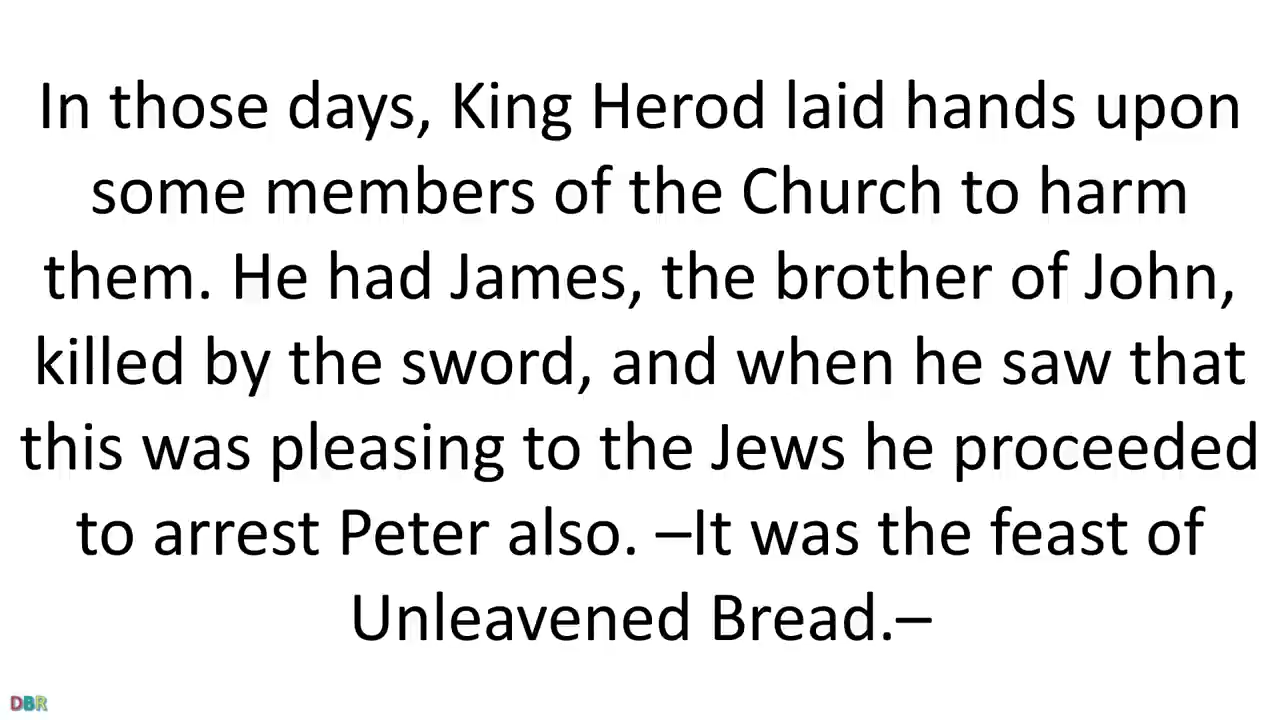 In those days, King Herod laid hands upon
some members of the Church to harm
them. He had James, the brother of John,
killed by the sword, and when he saw that
this was pleasing to the Jews he proceeded
to arrest Peter also. –It was the feast of
Unleavened Bread.–
DBR